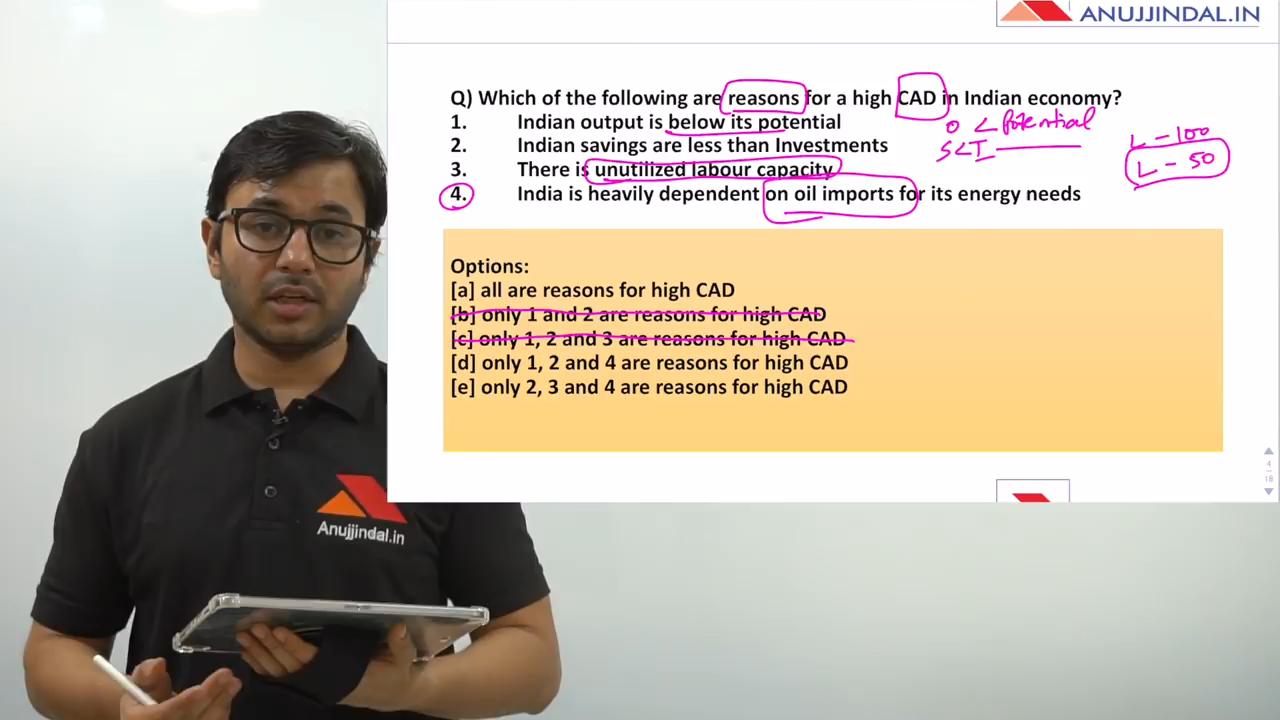 ANUJJINDAL.IN
Q) Which of the following are reasons for a high CAD in Indian economy?
1. Indian output is below its potential
2. Indian savings are less than Investments
3. There is unutilized labour capacity
4. India is heavily dependent on oil imports for its energy needs
O < Potential
S<I
L - 100
L - 50
Options:
[a] all are reasons for high CAD
[b] only 1 and 2 are reasons for high CAD
[c] only 1, 2 and 3 are reasons for high CAD
[d] only 1, 2 and 4 are reasons for high CAD
[e] only 2, 3 and 4 are reasons for high CAD
4
18
Anujjindal.in